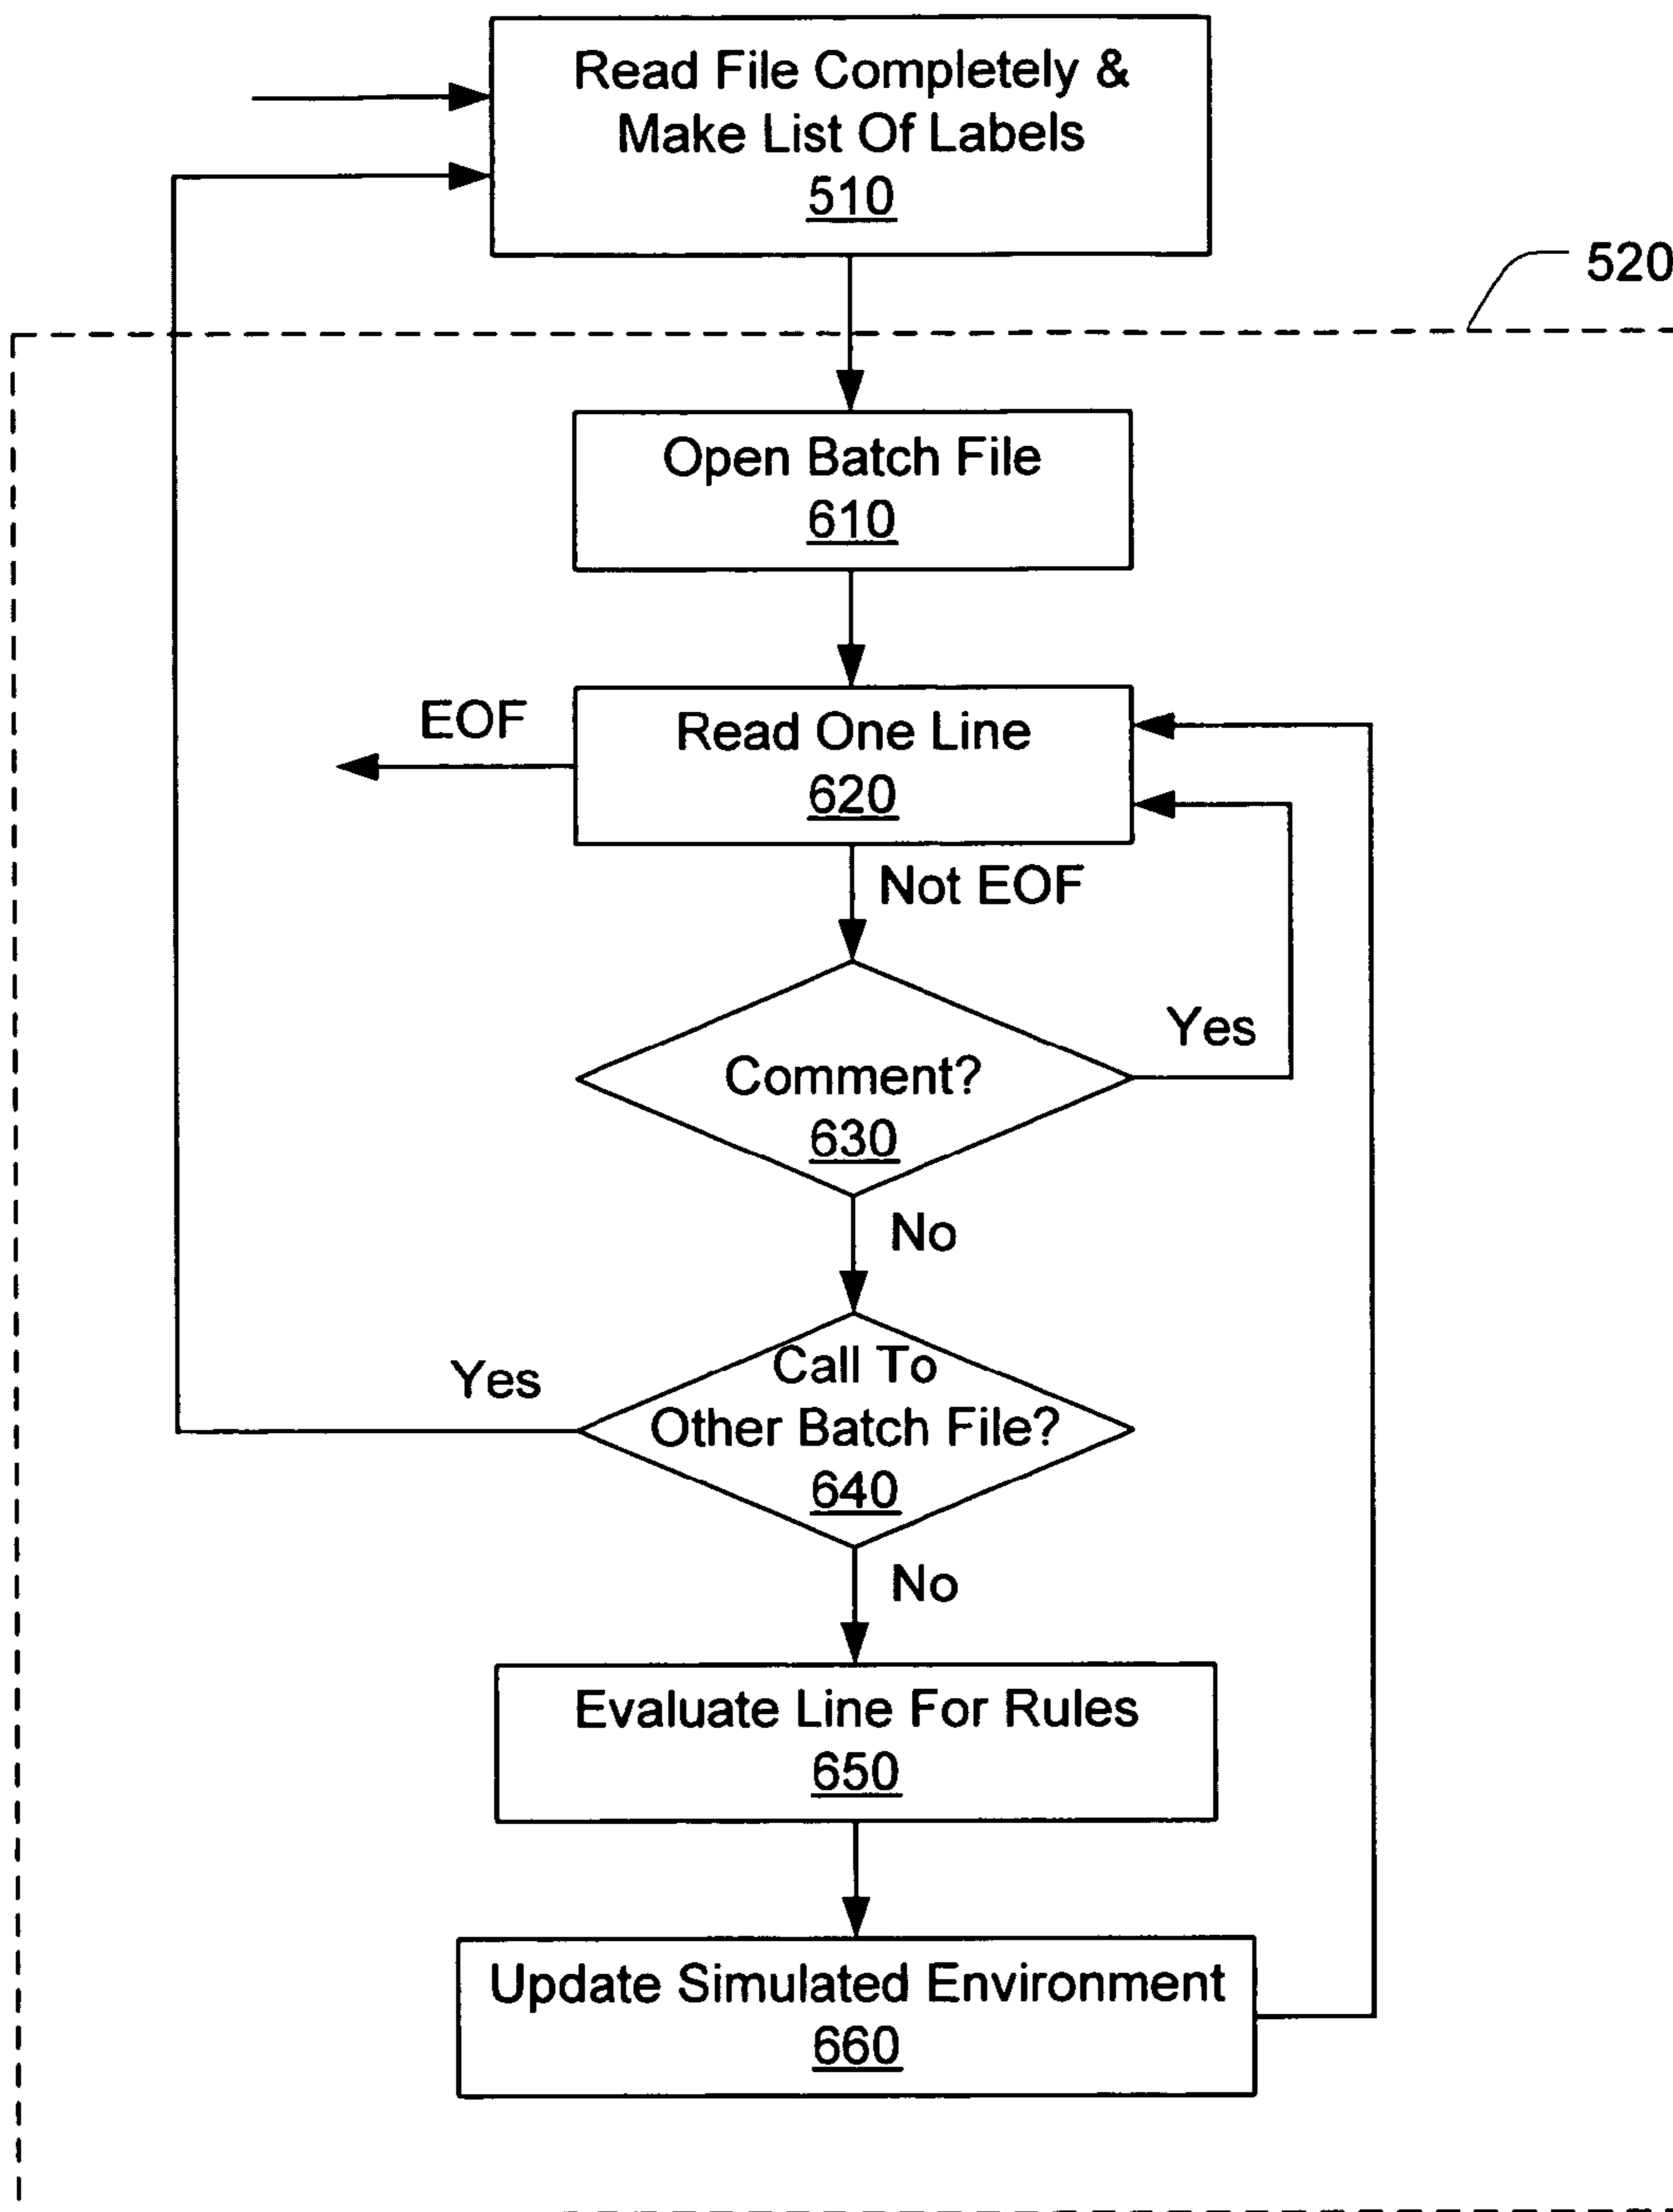 Read File Completely &
Make List Of Labels
510
520
Open Batch File
610
EOF
Read One Line
620
Not EOF
Comment?
630
Yes
No
Call To
Other Batch File?
640
Yes
No
Evaluate Line For Rules
650
Update Simulated Environment
660